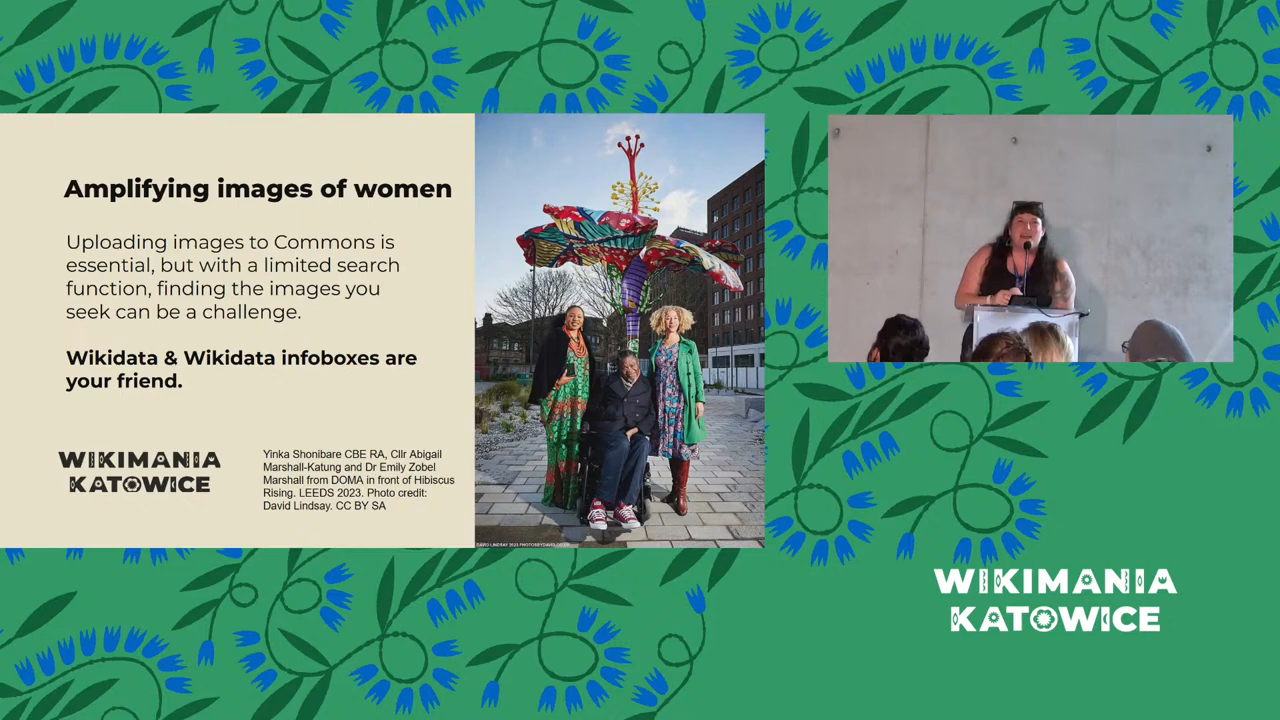 Amplifying images of women
Uploading images to Commons is
essential, but with a limited search
function, finding the images you
seek can be a challenge.
Wikidata & Wikidata infoboxes are
your friend.
WIKIMANIA
KATOWICE
Yinka Shonibare CBE RA, Cllr Abigail
Marshall-Katung and Dr Emily Zobel
Marshall from DOMA in front of Hibiscus
Rising. LEEDS 2023. Photo credit:
David Lindsay. CC BY SA
WIKIMANIA
KATOWICE